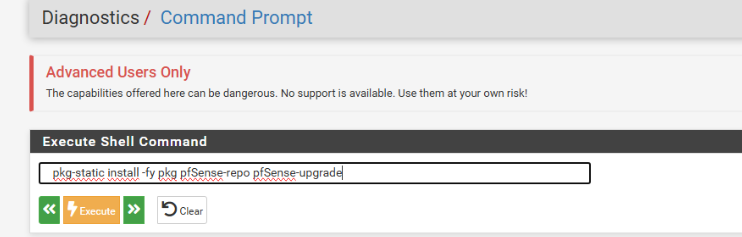 Diagnostics / Command Prompt
Advanced Users Only
The capabilities offered here can be dangerous. No support is available. Use them at your own risk!
Execute Shell Command
pkg-static install -fy pkg pfSense-repo pfSense-upgrade
Execute Clear